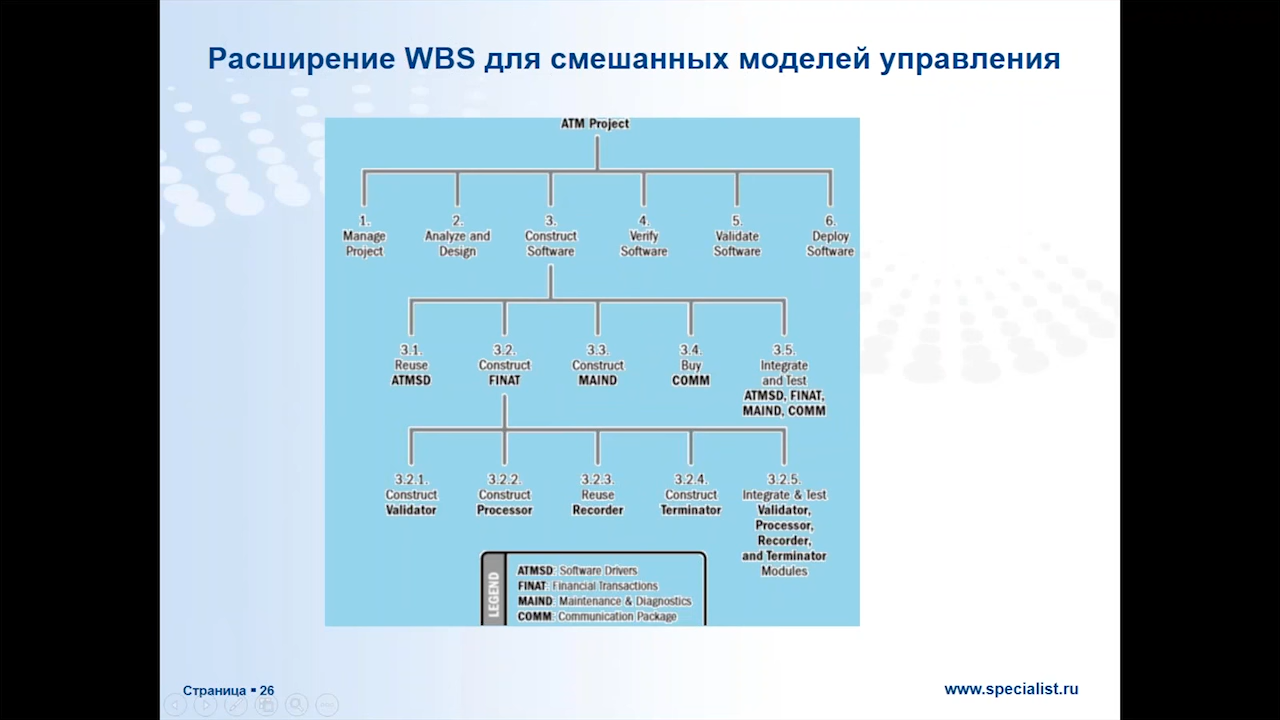 Расширение WBS для смешанных моделей управления
ATM Project
1.
Manage
Project
2.
Analyze and
Design
3.
Construct
Software
4.
Verify
Software
5.
Validate
Software
6.
Deploy
Software
3.1.
Reuse
ATMSD
3.2.
Construct
FINAT
3.3.
Construct
MAIND
3.4.
Buy
COMM
3.5.
Integrate
and Test
ATMSD, FINAT,
MAIND, COMM
3.2.1.
Construct
Validator
3.2.2.
Construct
Processor
3.2.3.
Reuse
Recorder
3.2.4.
Construct
Terminator
3.2.5.
Integrate & Test
Validator,
Processor,
Recorder,
and Terminator
Modules
LEGEND
ATMSD: Software Drivers
FINAT: Financial Transactions
MAIND: Maintenance & Diagnostics
COMM: Communication Package
Страница ▪ 26
www.specialist.ru